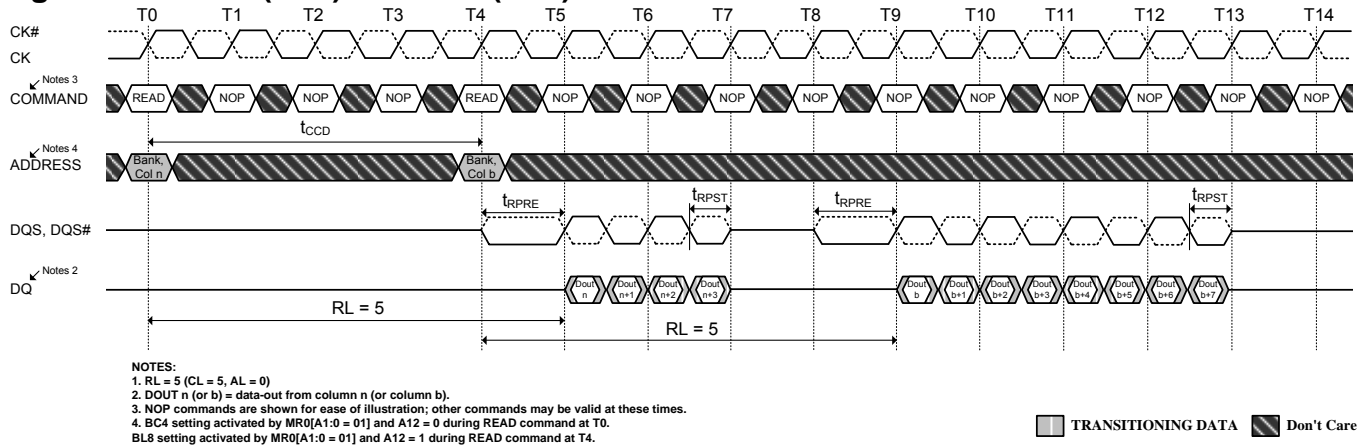 T0 T1 T2 T3 T4 T5 T6 T7 T8 T9 T10 T11 T12 T13 T14
CK#
CK
Notes 3
COMMAND READ NOP NOP NOP READ NOP NOP NOP NOP NOP NOP NOP NOP NOP NOP
tCCD
Notes 4
ADDRESS
Bank, Col n
Bank, Col b
tRPRE tRPST tRPRE tRPST
DQS, DQS#
Notes 2
DQ
Dout n
Dout n+1
Dout n+2
Dout n+3
Dout b
Dout b+1
Dout b+2
Dout b+3
Dout b+4
Dout b+5
Dout b+6
Dout b+7
RL = 5
RL = 5
NOTES:
1. RL = 5 (CL = 5, AL = 0)
2. DOUT n (or b) = data-out from column n (or column b).
3. NOP commands are shown for ease of illustration; other commands may be valid at these times.
4. BC4 setting activated by MR0[A1:0 = 01] and A12 = 0 during READ command at T0.
BL8 setting activated by MR0[A1:0 = 01] and A12 = 1 during READ command at T4.
TRANSITIONING DATA Don't Care